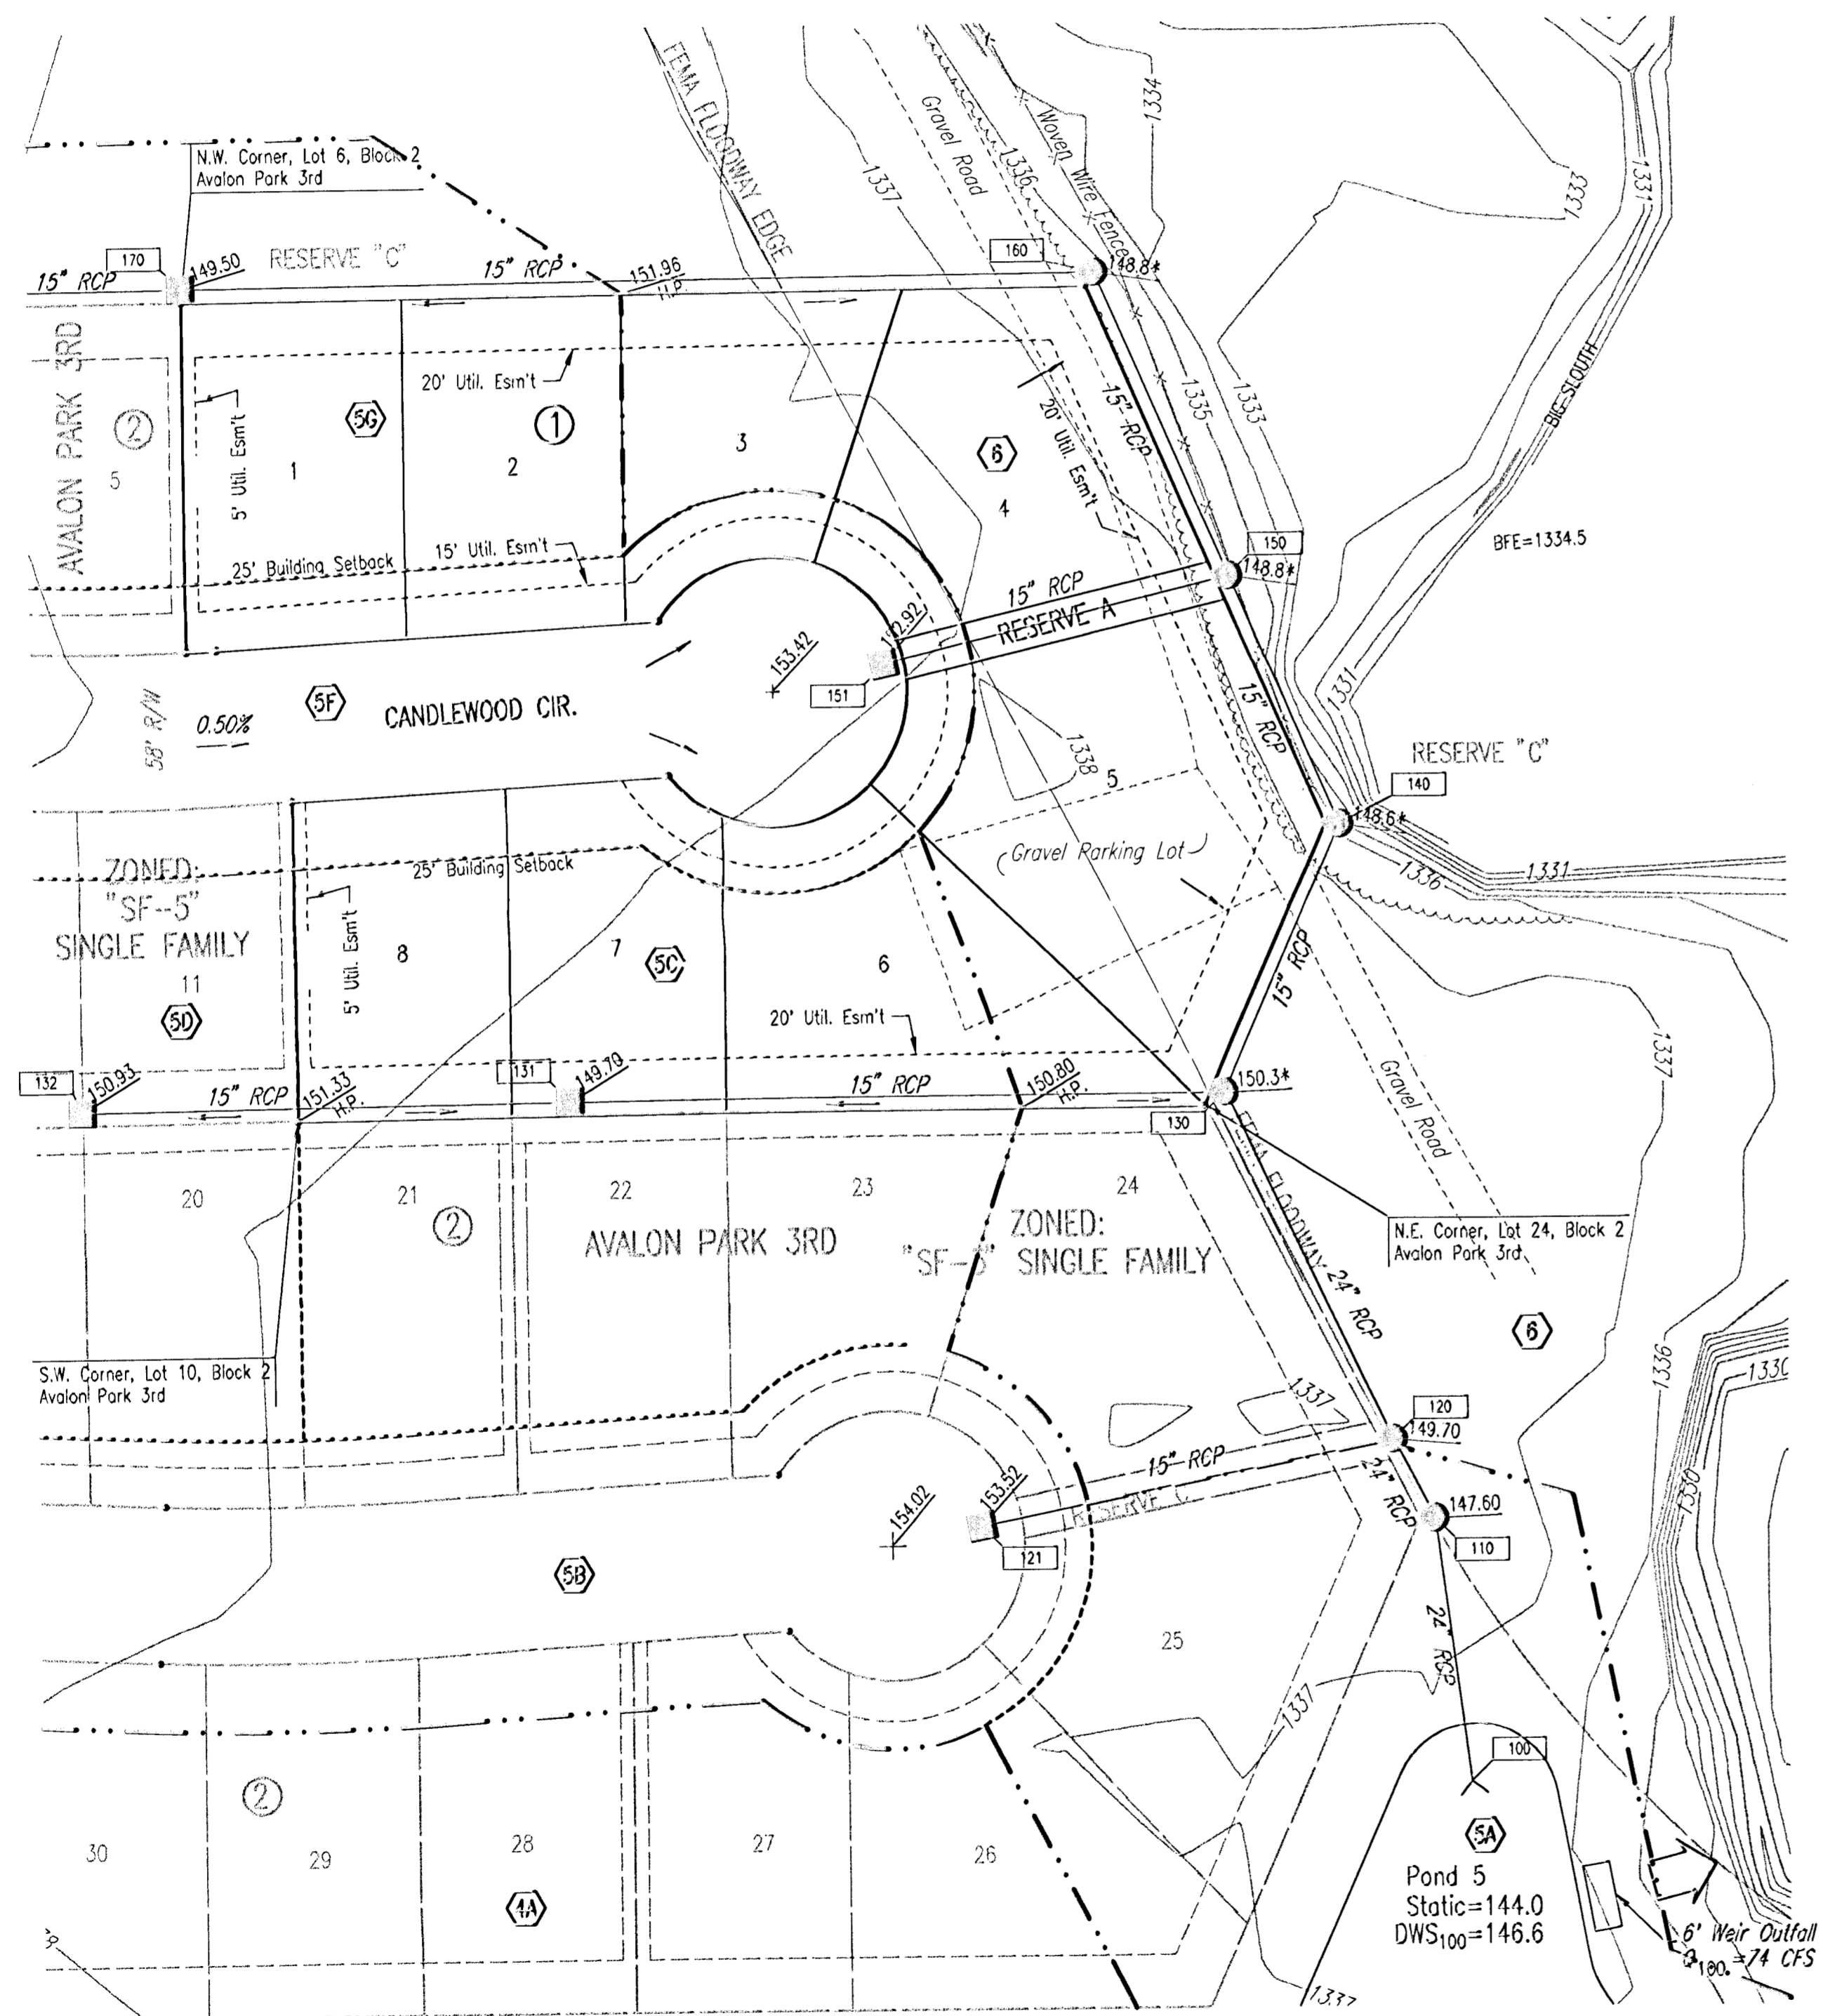 FEMA FLOODWAY EDGE
Gravel Road
1336
Woven Wire Fence
1334
1337
1333
1331
N.W. Corner, Lot 6, Block 2
Avalon Park 3rd
170
149.50
RESERVE "C"
15" RCP
15" RCP
151.96
H.P.
160
148.8*
AVALON PARK 3RD
2
5
5' Util. Esm't
5G
20' Util. Esm't
1
1
2
3
6
4
20' Util. Esm't
15" RCP
1335
1333
BIG SLOUTH
BFE=1334.5
25' Building Setback
15' Util. Esm't
150
148.8*
15" RCP
RESERVE A
153.42
151
58' R/W
0.50%
5F
CANDLEWOOD CIR.
15" RCP
1331
1338
5
RESERVE "C"
140
148.6*
(Gravel Parking Lot)
1336
1331
ZONED:
"SF--5"
SINGLE FAMILY
11
5D
25' Building Setback
5' Util. Esm't
8
7
5C
6
20' Util. Esm't
15" RCP
132
150.93
15" RCP
151.33
H.P.
131
149.70
15" RCP
150.80
H.P.
130
150.3*
Gravel Road
1337
20
21
2
22
23
24
AVALON PARK 3RD
ZONED:
"SF-5" SINGLE FAMILY
FEMA FLOODWAY
24" RCP
N.E. Corner, Lot 24, Block 2
Avalon Park 3rd
6
1336
1330
S.W. Corner, Lot 10, Block 2
Avalon Park 3rd
1337
120
149.70
15" RCP
RESERVE C
24" RCP
147.60
110
1330
154.02
153.52
121
5B
25
24" RCP
1337
100
2
30
29
28
4A
27
26
5A
Pond 5
Static=144.0
DWS100=146.6
6' Weir Outfall
Q100.=74 CFS
1337